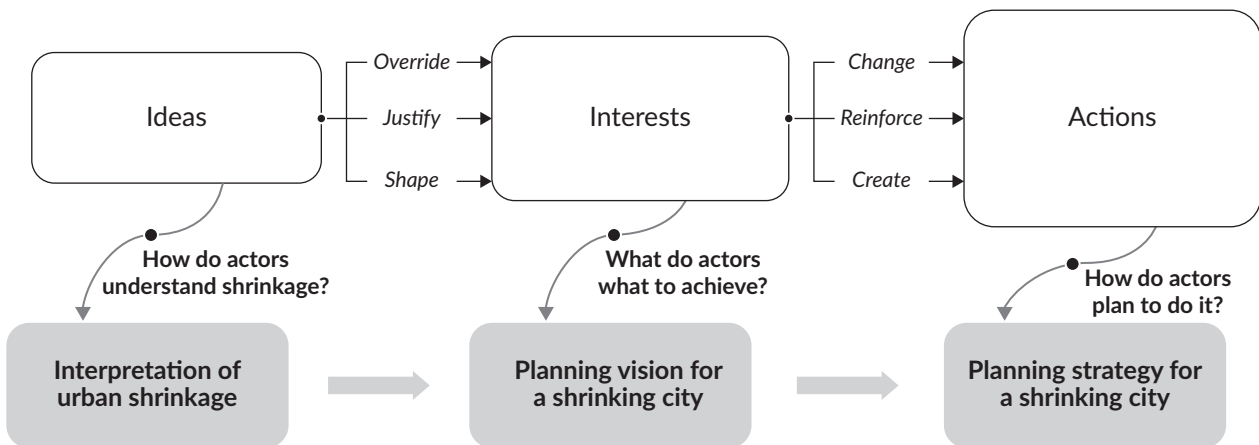 Ideas
Override
Justify
Shape
Interests
Change
Reinforce
Create
Actions
How do actors
understand shrinkage?
What do actors
what to achieve?
How do actors
plan to do it?
Interpretation of
urban shrinkage
Planning vision for
a shrinking city
Planning strategy for
a shrinking city